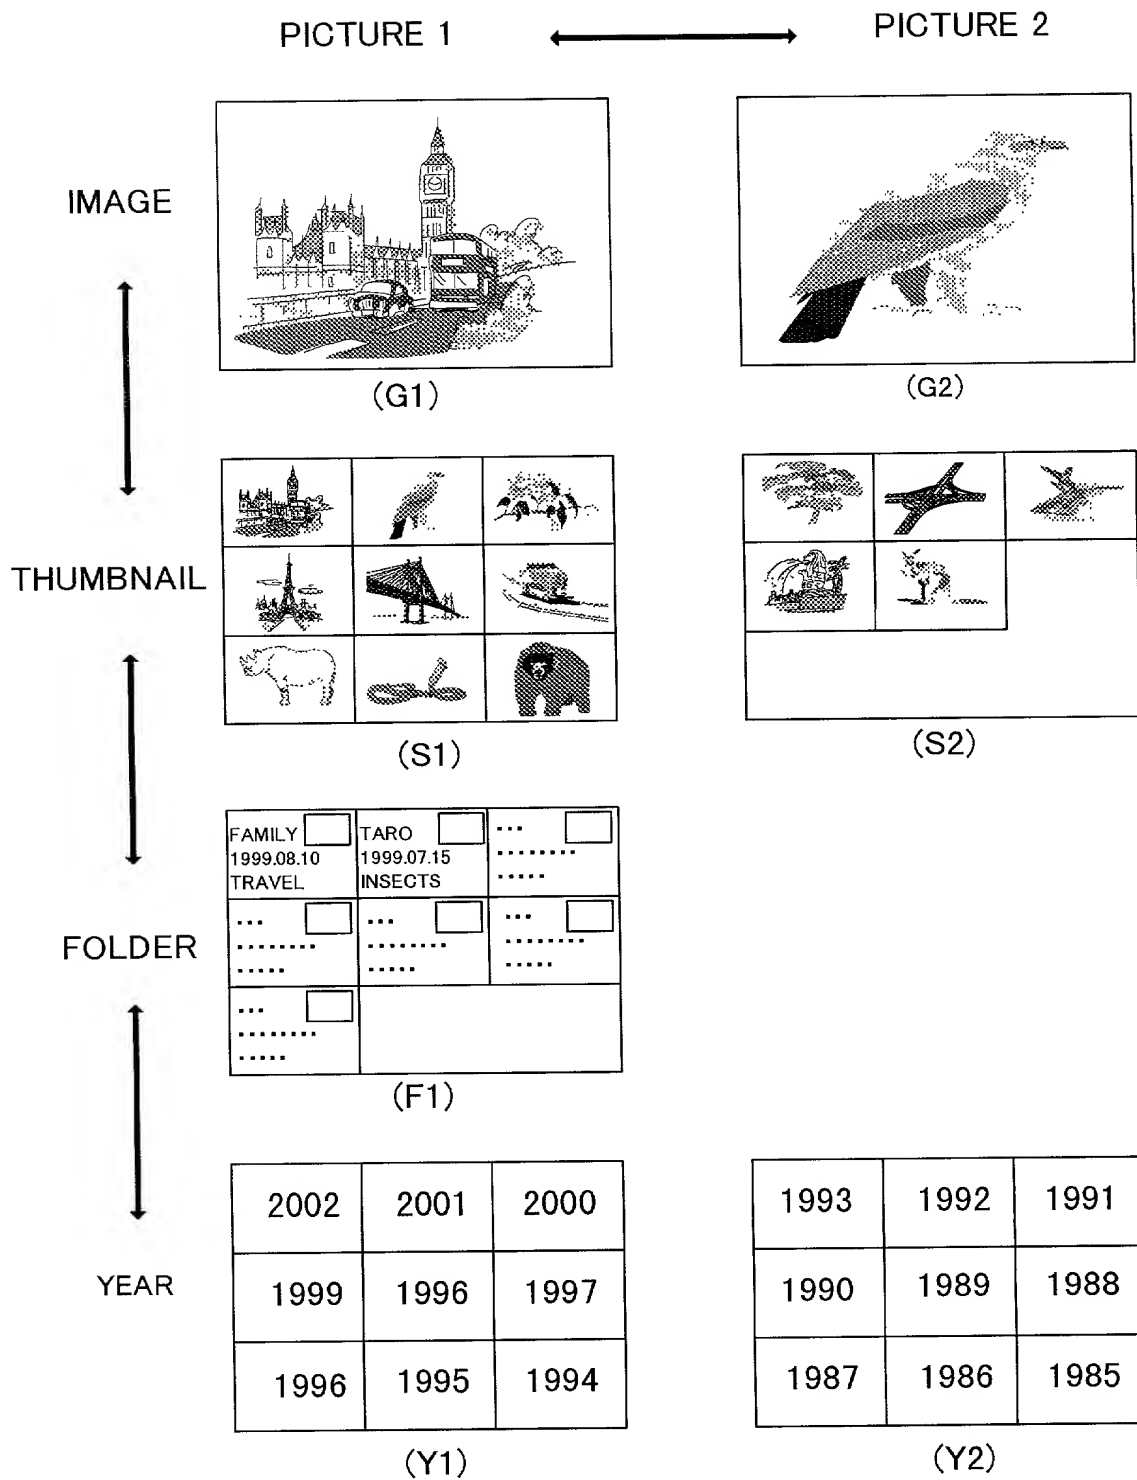 PICTURE 1
PICTURE 2
IMAGE
(G1)
(G2)
THUMBNAIL
(S1)
(S2)
FAMILY
1999.08.10
TRAVEL
TARO
1999.07.15
INSECTS
FOLDER
(F1)
YEAR
2002 2001 2000
1999 1996 1997
1996 1995 1994
(Y1)
1993 1992 1991
1990 1989 1988
1987 1986 1985
(Y2)